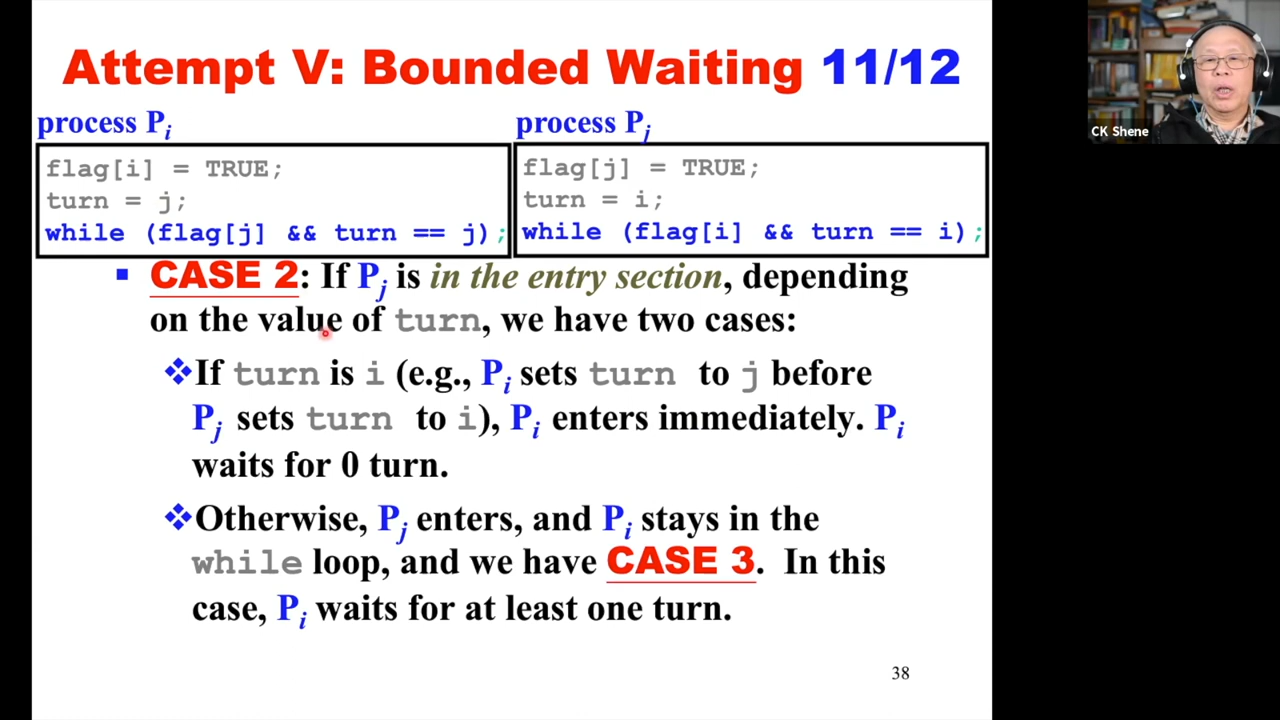 Attempt V: Bounded Waiting 11/12
process Pi
process Pj
flag[i] = TRUE;
turn = j;
while (flag[j] && turn == j);
flag[j] = TRUE;
turn = i;
while (flag[i] && turn == i);
CASE 2: If Pj is in the entry section, depending
on the value of turn, we have two cases:
❖If turn is i (e.g., Pi sets turn to j before
Pj sets turn to i), Pi enters immediately. Pi
waits for 0 turn.
❖Otherwise, Pj enters, and Pi stays in the
while loop, and we have CASE 3. In this
case, Pi waits for at least one turn.
38
CK Shene